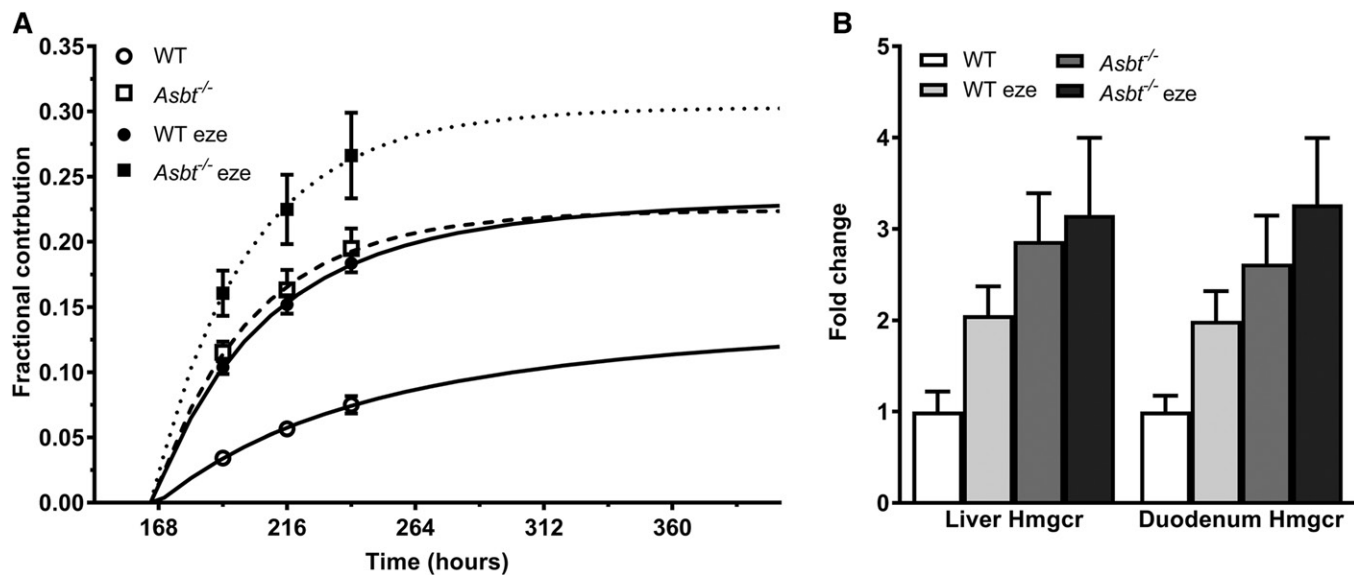 A
Fractional contrbution
0.35
0.30
0.25
0.20
0.15
0.10
0.05
0.00
WT
Asbt-/-
WT eze
Asbt-/- eze
168 216 264 312 360
Time (hours)
B
Fold change
5
4
3
2
1
0
WT Asbt-/-
WT eze Asbt-/- eze
Liver Hmgcr Duodenum Hmgcr